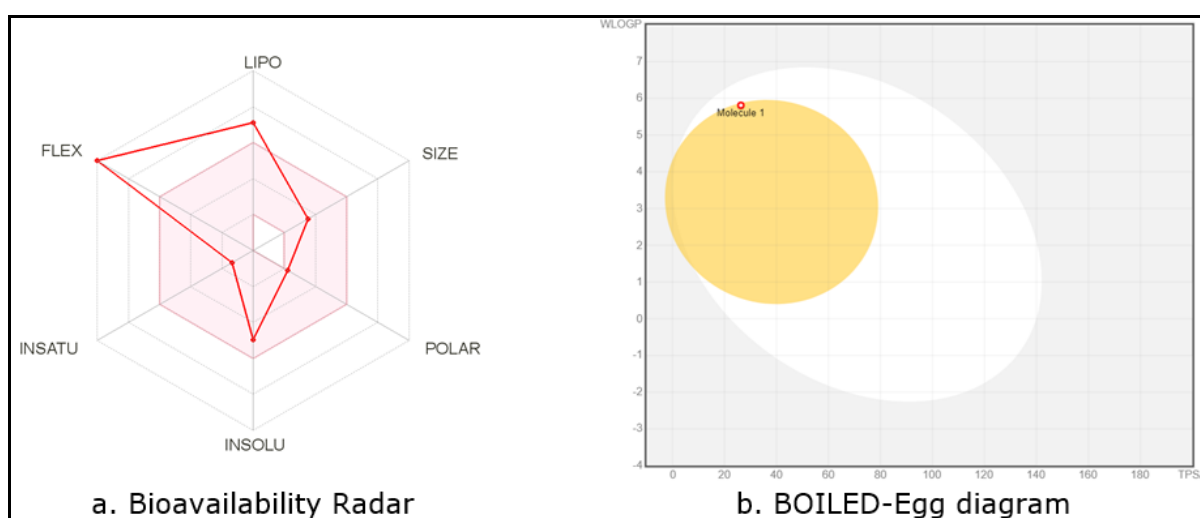 LIPO
FLEX
SIZE
INSATU
POLAR
INSOLU
a. Bioavailability Radar
WLOGP
7
6
Molecule 1
5
4
3
2
1
0
-1
-2
-3
-4
0 20 40 60 80 100 120 140 160 180 TPS
b. BOILED-Egg diagram